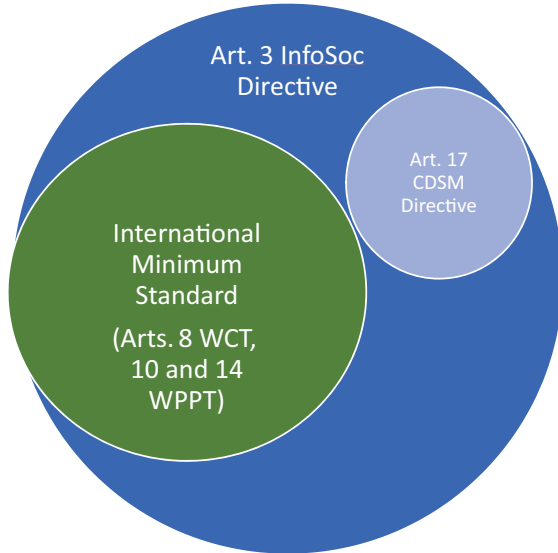 Art. 3 InfoSoc
Directive
Art. 17
CDSM
Directive
International
Minimum
Standard
(Arts. 8 WCT,
10 and 14
WPPT)